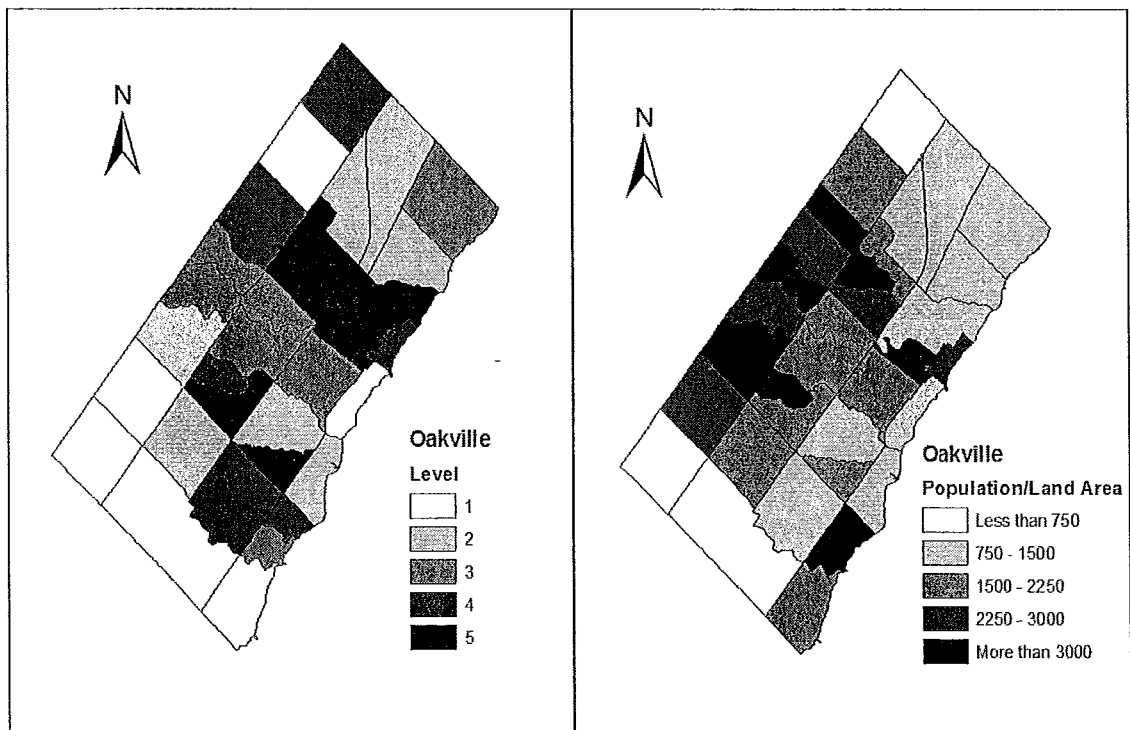 N
Oakville
Level
1
2
3
4
5
N
Oakville
Population/Land Area
Less than 750
750 - 1500
1500 - 2250
2250 - 3000
More than 3000